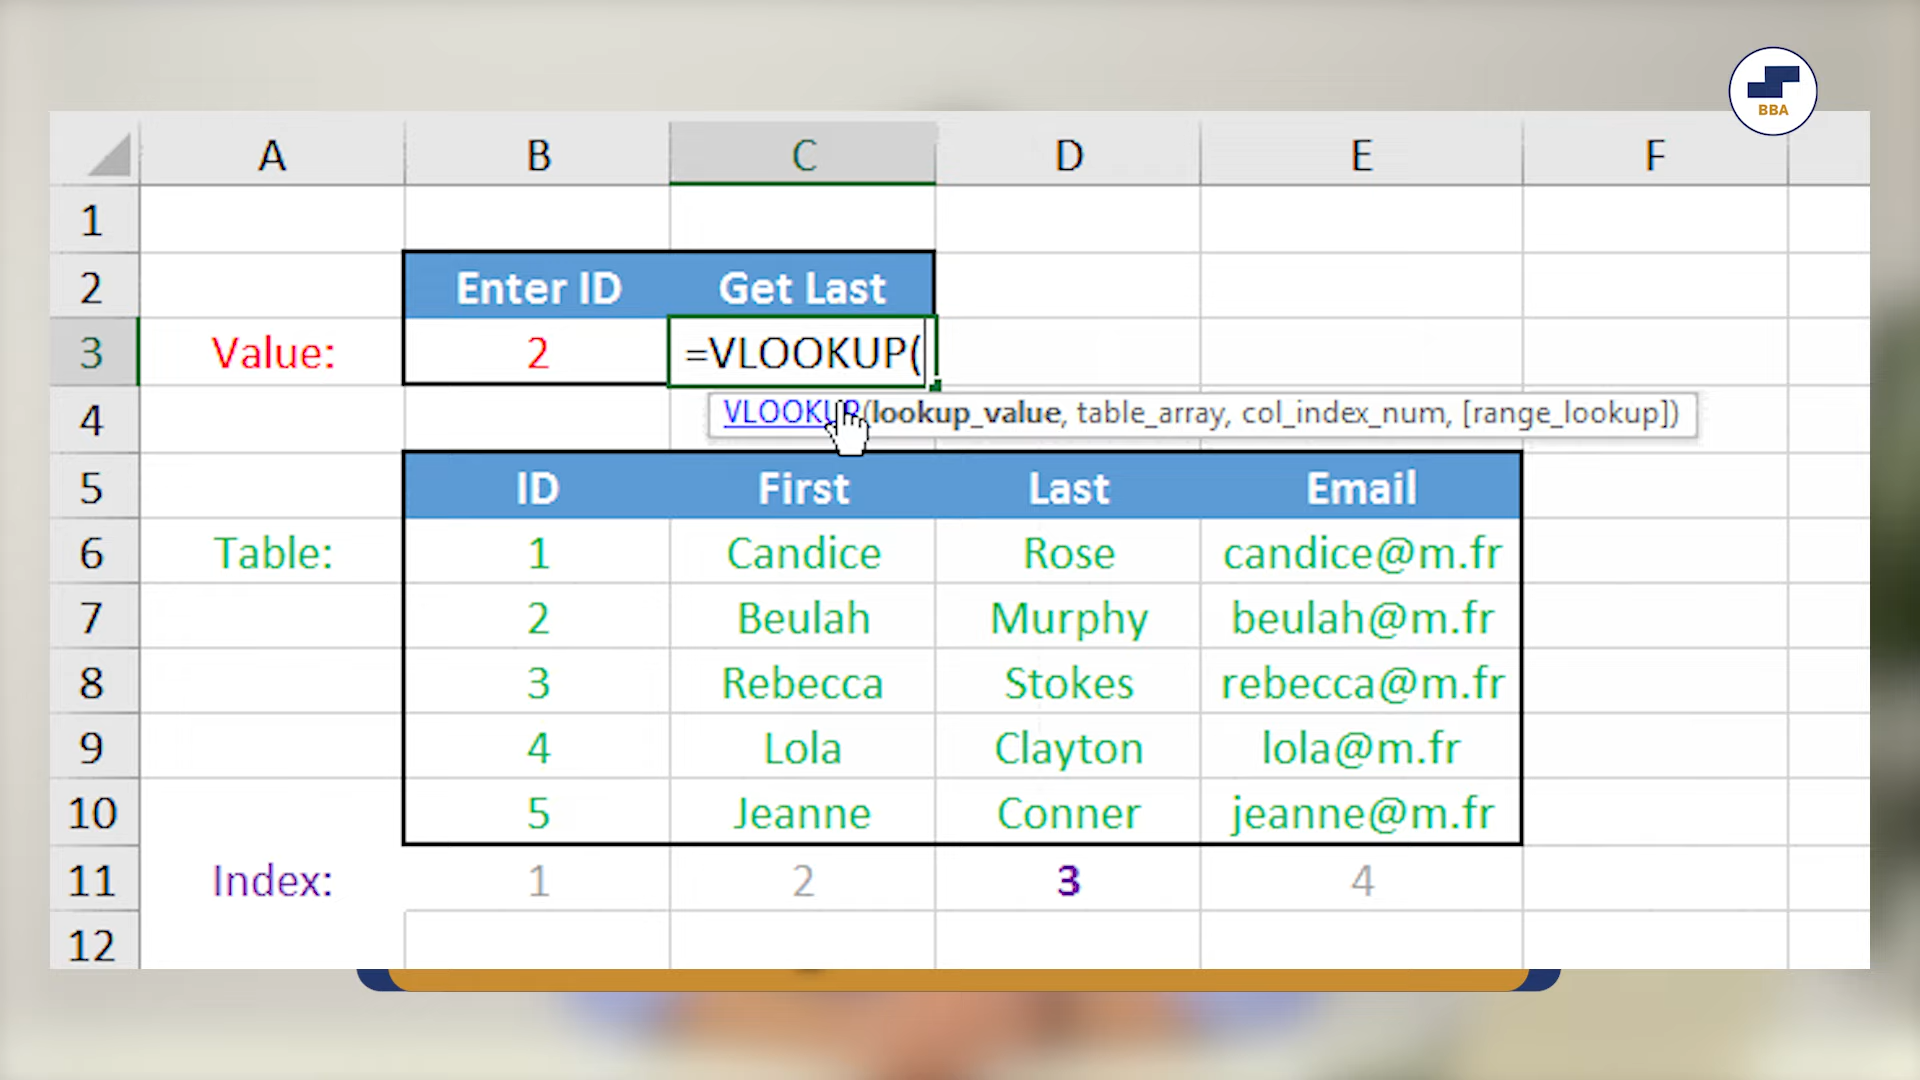 BBA
A B C D E F
1
2 Enter ID Get Last
3 Value: 2 =VLOOKUP(
4 VLOOKUP(lookup_value, table_array, col_index_num, [range_lookup])
5 ID First Last Email
6 Table: 1 Candice Rose candice@m.fr
7 2 Beulah Murphy beulah@m.fr
8 3 Rebecca Stokes rebecca@m.fr
9 4 Lola Clayton lola@m.fr
10 5 Jeanne Conner jeanne@m.fr
11 Index: 1 2 3 4
12